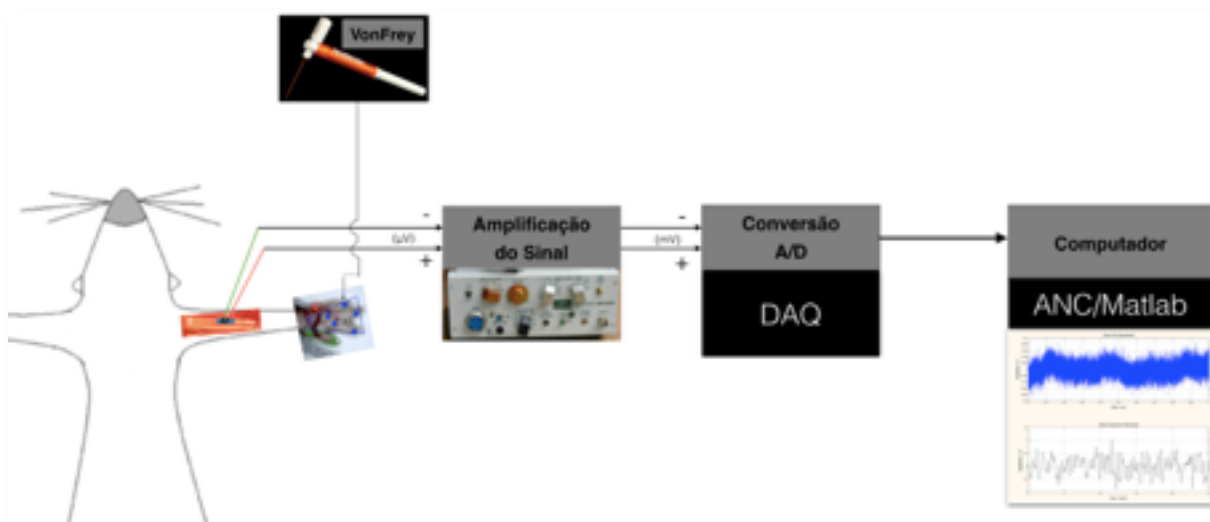 VonFrey
-
(µV)
+
Amplificação
do Sinal
-
(mV)
+
Conversão
A/D
DAQ
Computador
ANC/Matlab